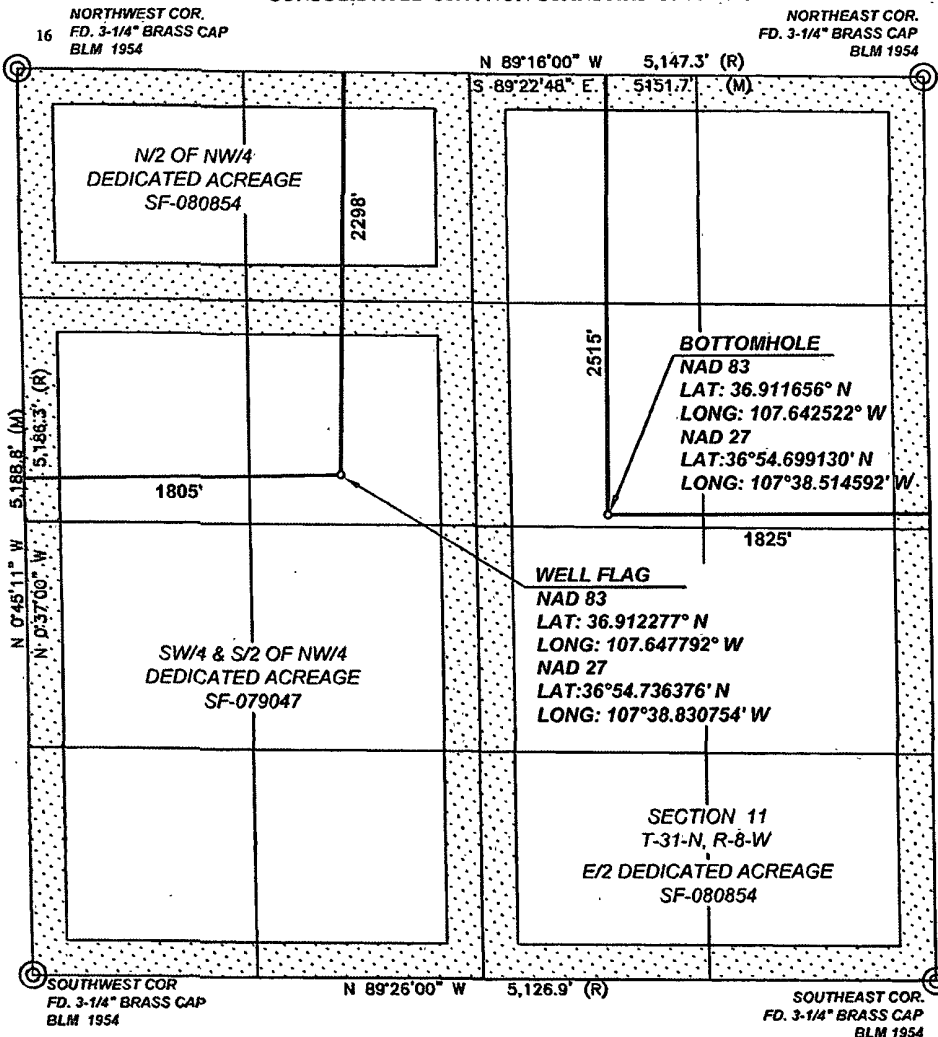 NORTHWEST COR.
16 FD. 3-1/4" BRASS CAP
BLM 1954
NORTHEAST COR.
FD. 3-1/4" BRASS CAP
BLM 1954
N 89°16'00" W 5,147.3' (R)
S 89°22'48" E. 5151.7' (M)
N/2 OF NW/4
DEDICATED ACREAGE
SF-080854
2298'
2515'
BOTTOMHOLE
NAD 83
LAT: 36.911656° N
LONG: 107.642522° W
NAD 27
LAT:36°54.699130' N
LONG: 107°38.514592' W
N 0°45'11" W 5,188.8' (M)
N 0°37'00" W 5,186.3' (R)
1805'
1825'
WELL FLAG
NAD 83
LAT: 36.912277° N
LONG: 107.647792° W
NAD 27
LAT:36°54.736376' N
LONG: 107°38.830754' W
SW/4 & S/2 OF NW/4
DEDICATED ACREAGE
SF-079047
SECTION 11
T-31-N, R-8-W
E/2 DEDICATED ACREAGE
SF-080854
SOUTHWEST COR
FD. 3-1/4" BRASS CAP
BLM 1954
N 89°26'00" W 5,126.9' (R)
SOUTHEAST COR.
FD. 3-1/4" BRASS CAP
BLM 1954